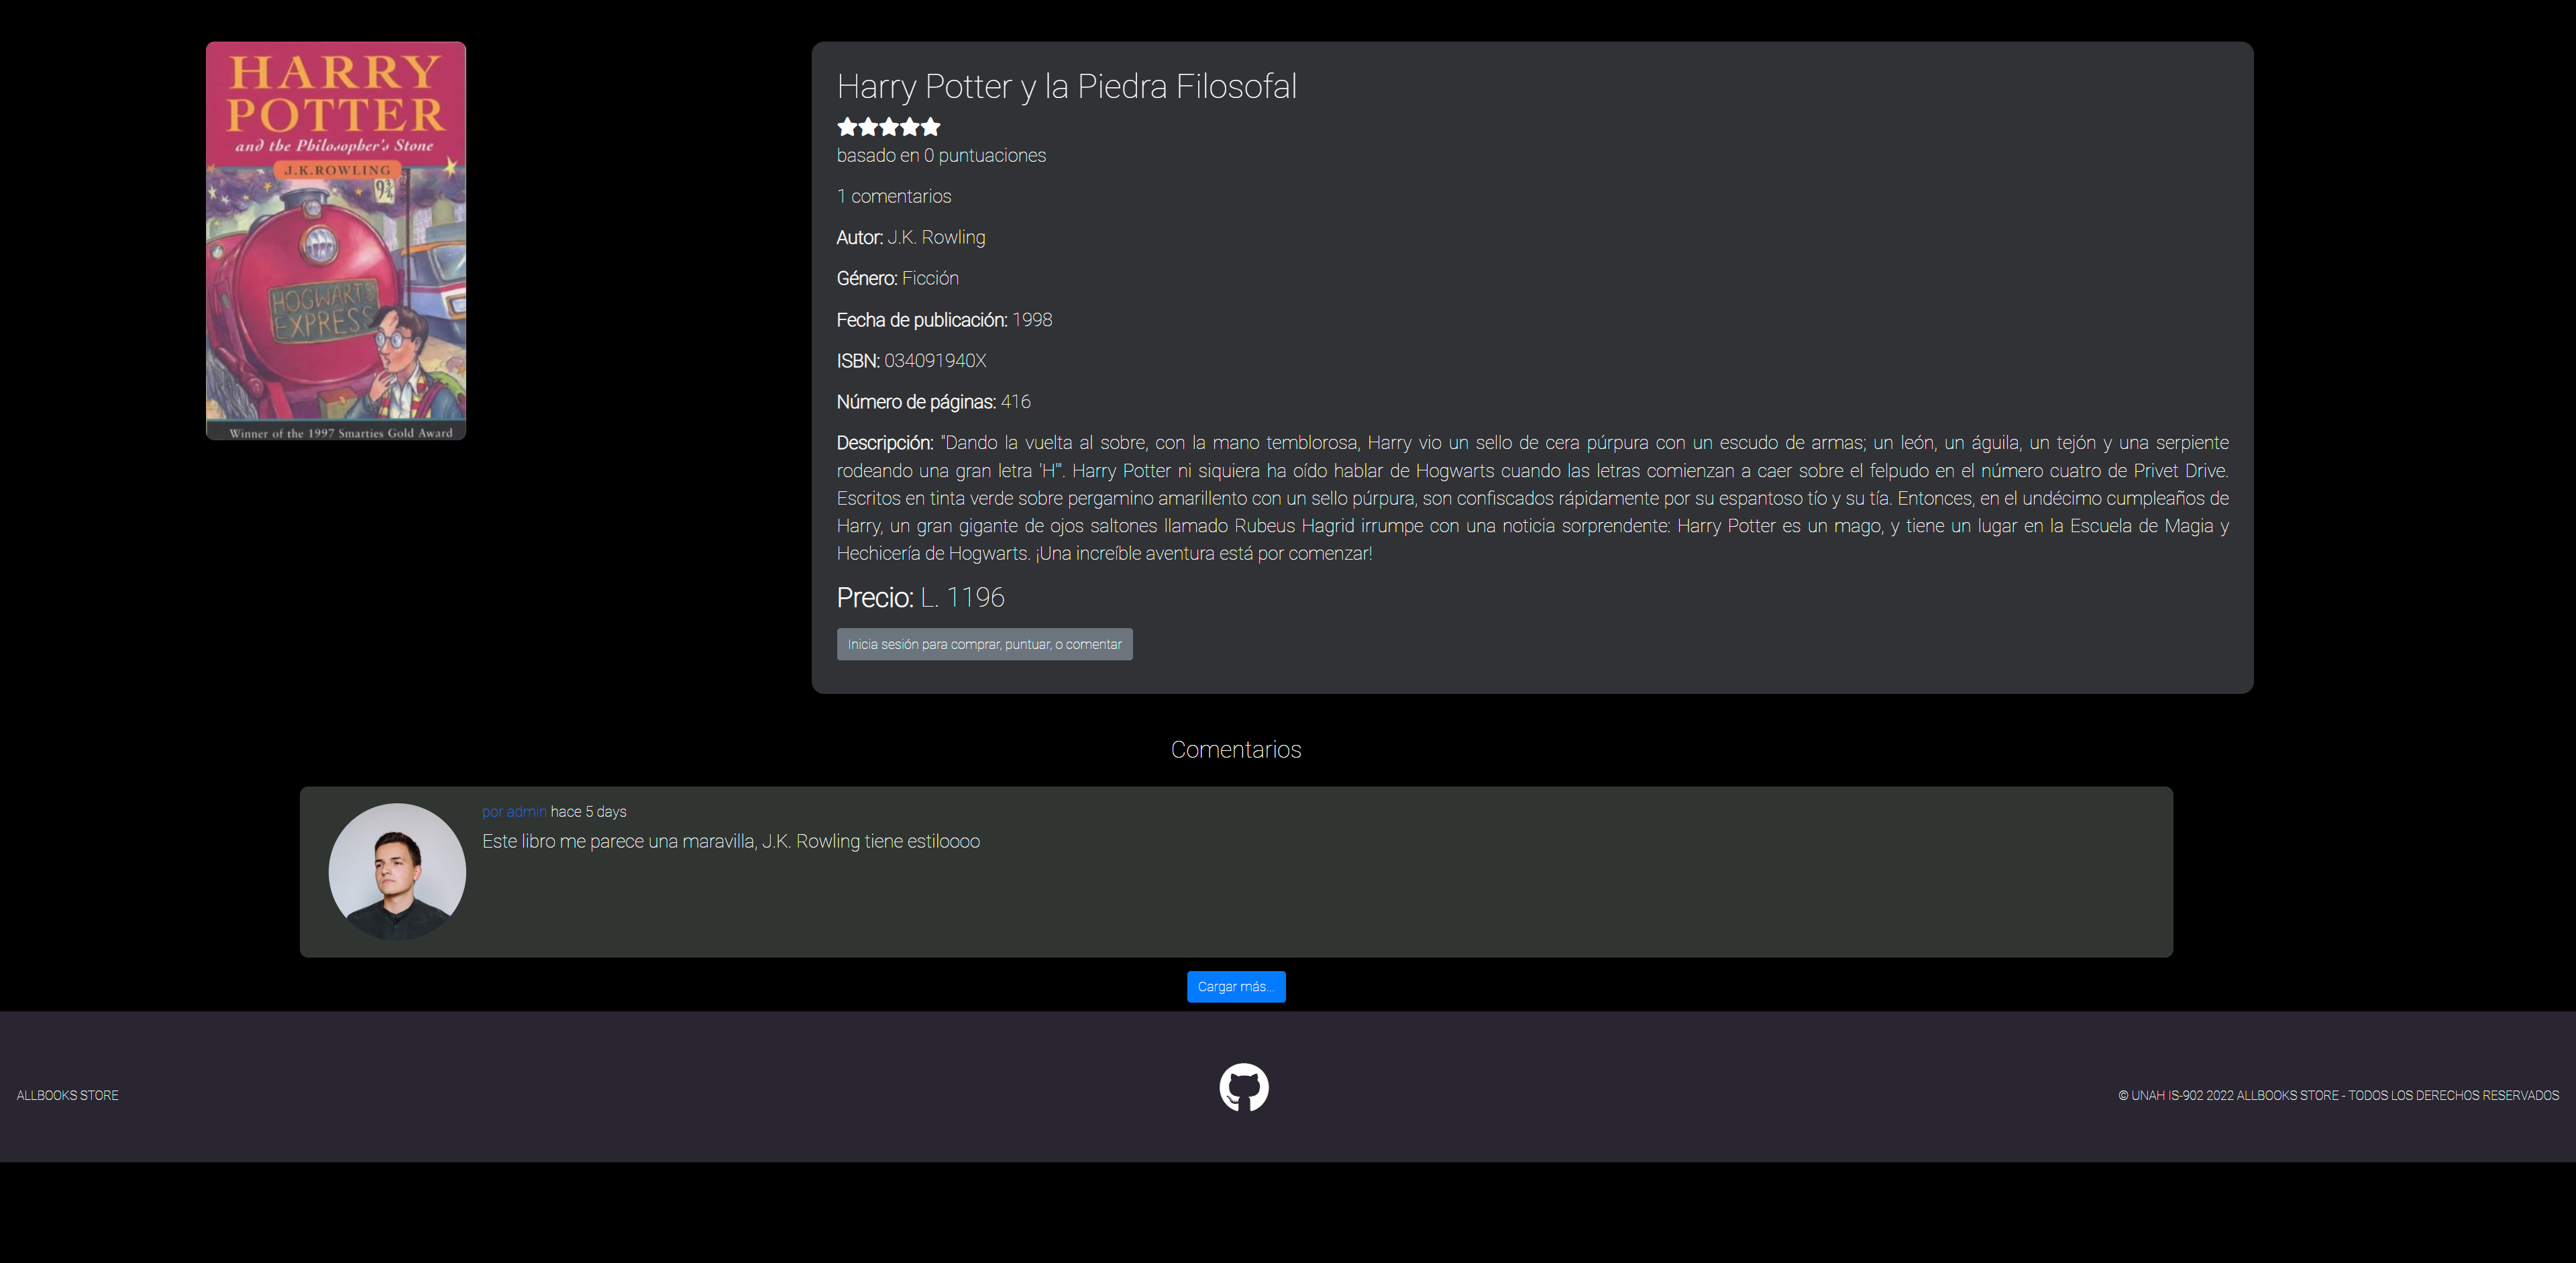 HARRY
POTTER
and the Philosopher's Stone
J.K.ROWLING
9¾
HOGWARTS
EXPRESS
Winner of the 1997 Smarties Gold Award
Harry Potter y la Piedra Filosofal
basado en 0 puntuaciones
1 comentarios
Autor: J.K. Rowling
Género: Ficción
Fecha de publicación: 1998
ISBN: 034091940X
Número de páginas: 416
Descripción: "Dando la vuelta al sobre, con la mano temblorosa, Harry vio un sello de cera púrpura con un escudo de armas; un león, un águila, un tejón y una serpiente
rodeando una gran letra 'H'". Harry Potter ni siquiera ha oído hablar de Hogwarts cuando las letras comienzan a caer sobre el felpudo en el número cuatro de Privet Drive.
Escritos en tinta verde sobre pergamino amarillento con un sello púrpura, son confiscados rápidamente por su espantoso tío y su tía. Entonces, en el undécimo cumpleaños de
Harry, un gran gigante de ojos saltones llamado Rubeus Hagrid irrumpe con una noticia sorprendente: Harry Potter es un mago, y tiene un lugar en la Escuela de Magia y
Hechicería de Hogwarts. ¡Una increíble aventura está por comenzar!
Precio: L. 1196
Inicia sesión para comprar, puntuar, o comentar
Comentarios
por admin hace 5 days
Este libro me parece una maravilla, J.K. Rowling tiene estiloooo
Cargar más...
ALLBOOKS STORE
© UNAH IS-902 2022 ALLBOOKS STORE - TODOS LOS DERECHOS RESERVADOS